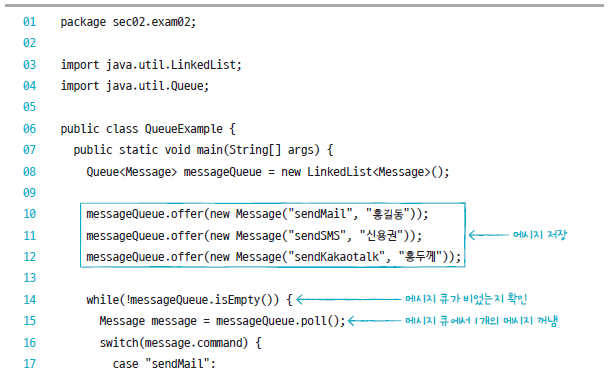 01 package sec02.exam02;
02
03 import java.util.LinkedList;
04 import java.util.Queue;
05
06 public class QueueExample {
07 public static void main(String[] args) {
08 Queue<Message> messageQueue = new LinkedList<Message>();
09
10 messageQueue.offer(new Message("sendMail", "홍길동"));
11 messageQueue.offer(new Message("sendSMS", "신용권")); 메시지 저장
12 messageQueue.offer(new Message("sendKakaotalk", "홍두께"));
13
14 while(!messageQueue.isEmpty()) { 메시지 큐가 비었는지 확인
15 Message message = messageQueue.poll(); 메시지 큐에서 1개의 메시지 꺼냄
16 switch(message.command) {
17 case "sendMail":